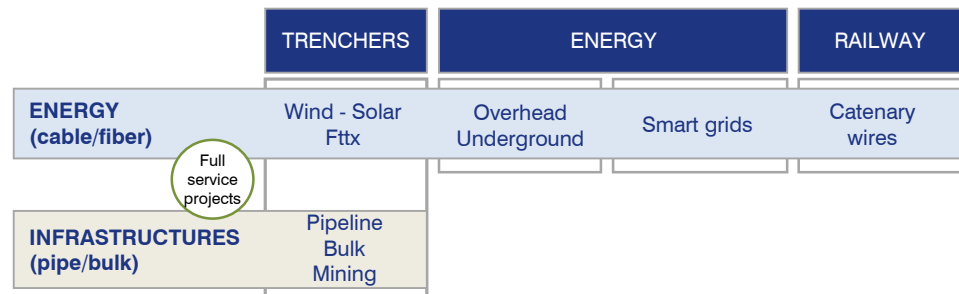 TRENCHERS
ENERGY
RAILWAY
ENERGY
(cable/fiber)
Wind - Solar
Fttx
Overhead
Underground
Smart grids
Catenary
wires
Full
service
projects
INFRASTRUCTURES
(pipe/bulk)
Pipeline
Bulk
Mining